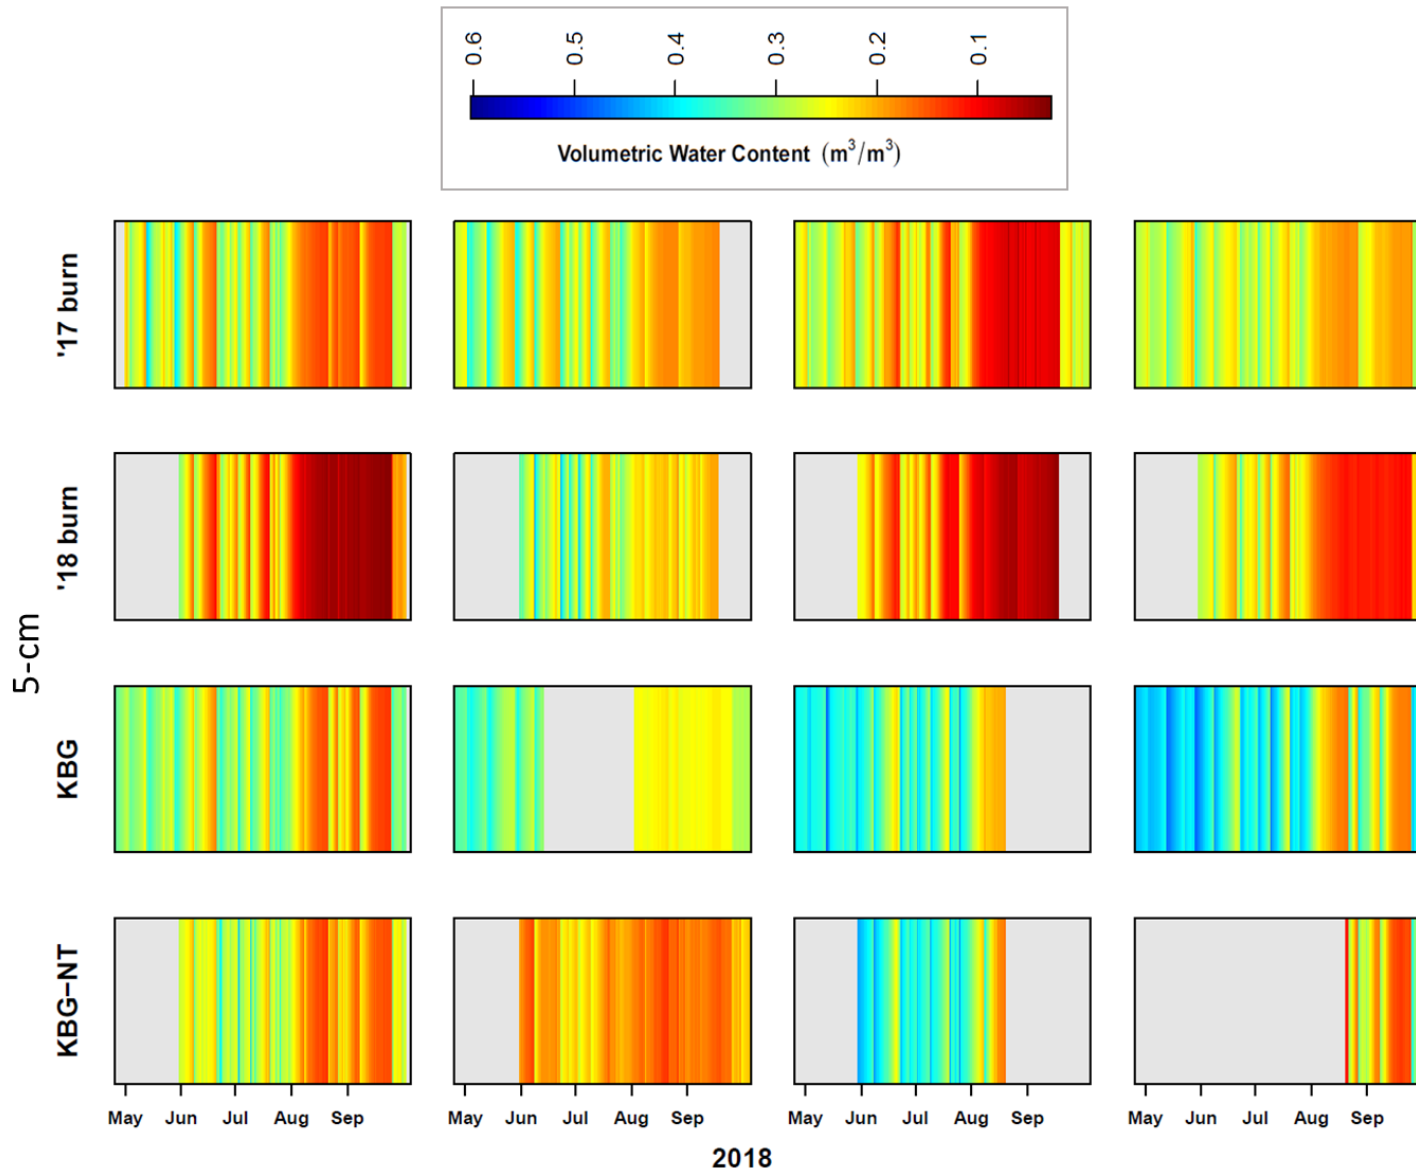 0.6 0.5 0.4 0.3 0.2 0.1
Volumetric Water Content (m³/m³)
'17 burn
'18 burn
5-cm
KBG
KBG−NT
May Jun Jul Aug Sep May Jun Jul Aug Sep May Jun Jul Aug Sep May Jun Jul Aug Sep
2018